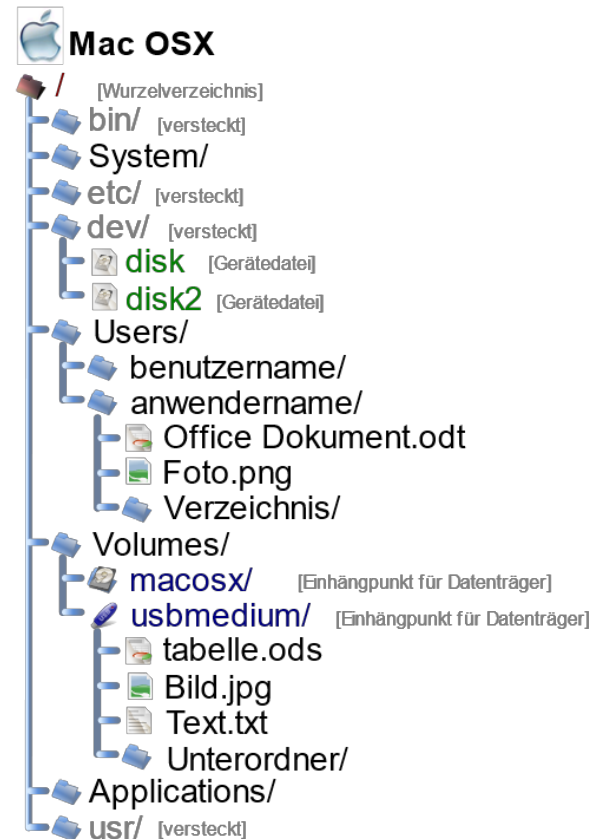 Mac OSX
/ [Wurzelverzeichnis]
bin/ [versteckt]
System/
etc/ [versteckt]
dev/ [versteckt]
disk [Gerätedatei]
disk2 [Gerätedatei]
Users/
benutzername/
anwendername/
Office Dokument.odt
Foto.png
Verzeichnis/
Volumes/
macosx/ [Einhängpunkt für Datenträger]
usbmedium/ [Einhängpunkt für Datenträger]
tabelle.ods
Bild.jpg
Text.txt
Unterordner/
Applications/
usr/ [versteckt]